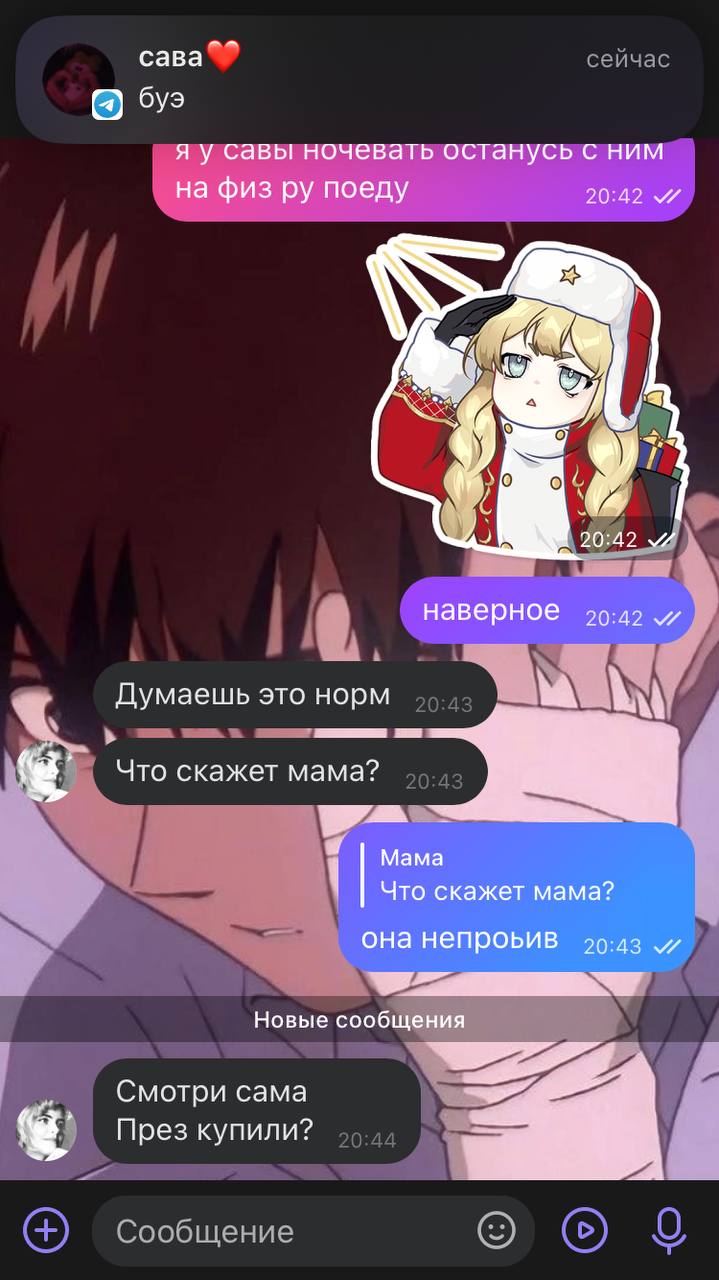 сава❤️
сейчас
буэ
я у савы ночевать останусь с ним
на физ ру поеду
20:42
20:42
наверное 20:42
Думаешь это норм 20:43
Что скажет мама? 20:43
Мама
Что скажет мама?
она непроьив 20:43
Новые сообщения
Смотри сама
През купили? 20:44
Сообщение